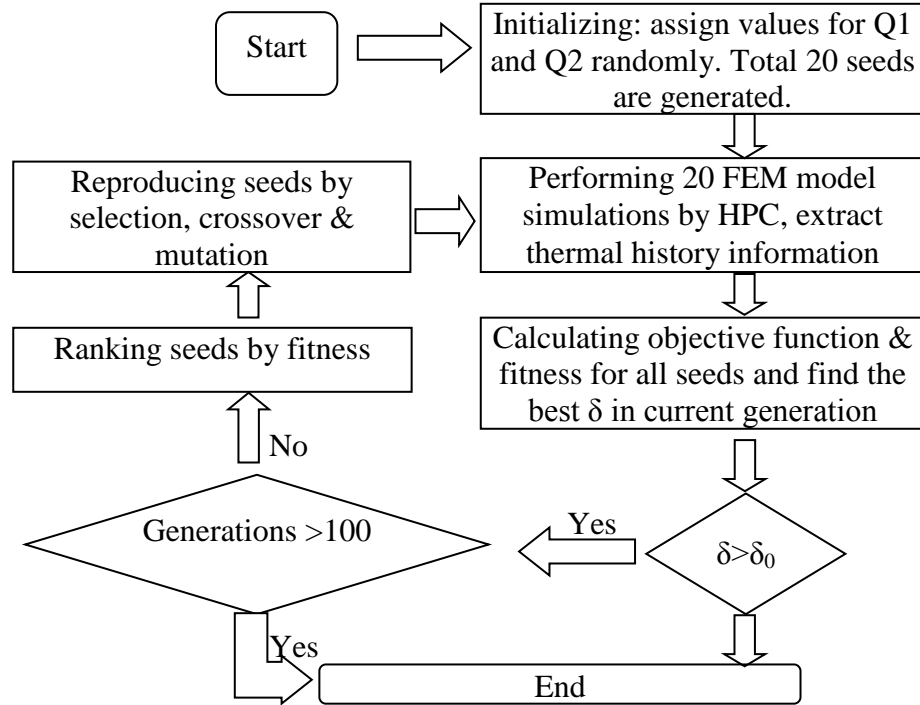 Start
Initializing: assign values for Q1
and Q2 randomly. Total 20 seeds
are generated.
Reproducing seeds by
selection, crossover &
mutation
Performing 20 FEM model
simulations by HPC, extract
thermal history information
Ranking seeds by fitness
Calculating objective function &
fitness for all seeds and find the
best δ in current generation
No
Generations >100
Yes
δ>δ₀
Yes
End